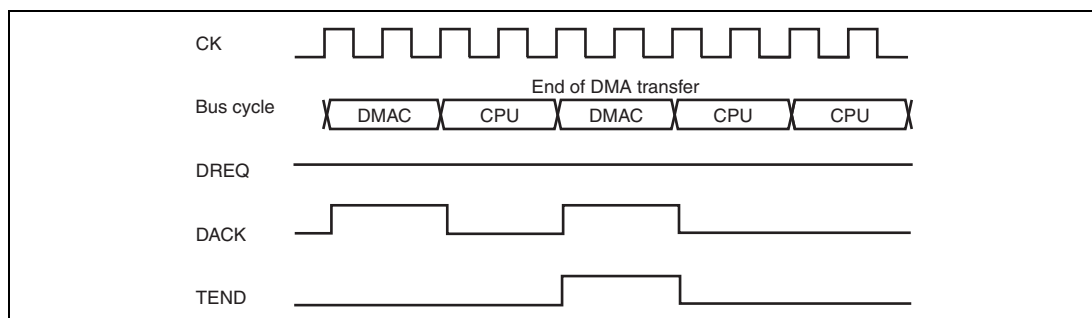 CK
End of DMA transfer
Bus cycle
DMAC CPU DMAC CPU CPU
DREQ
DACK
TEND